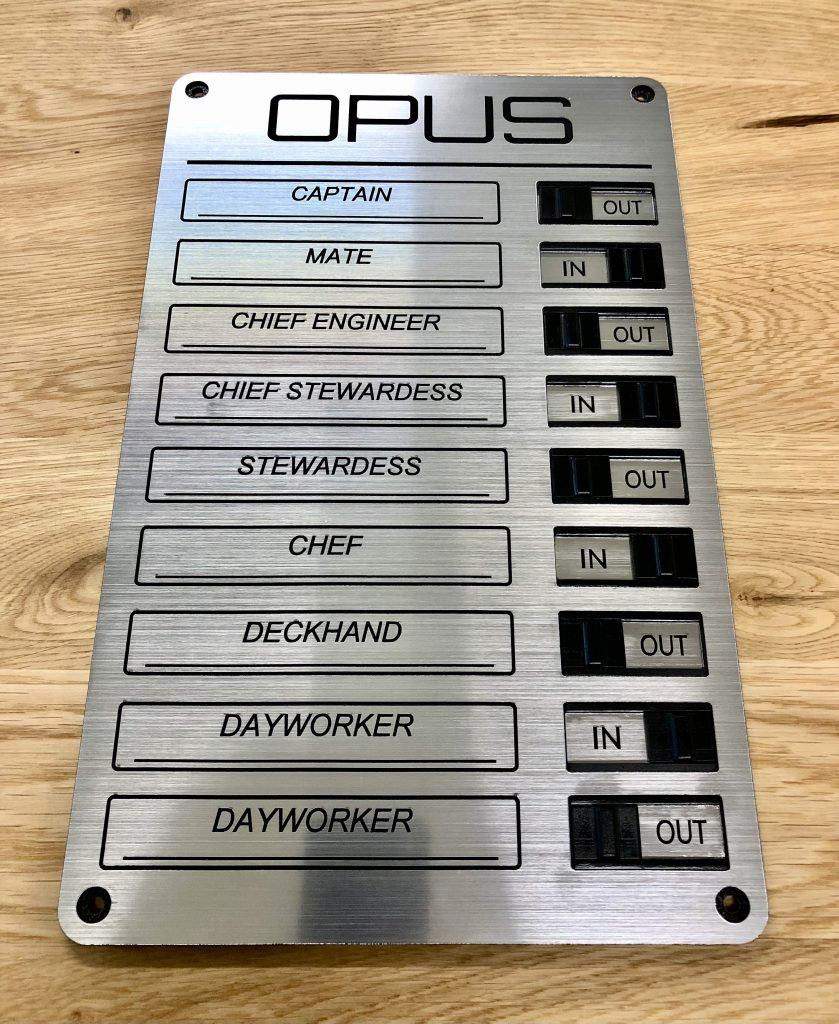 OPUS
CAPTAIN OUT
MATE IN
CHIEF ENGINEER OUT
CHIEF STEWARDESS IN
STEWARDESS OUT
CHEF IN
DECKHAND OUT
DAYWORKER IN
DAYWORKER OUT